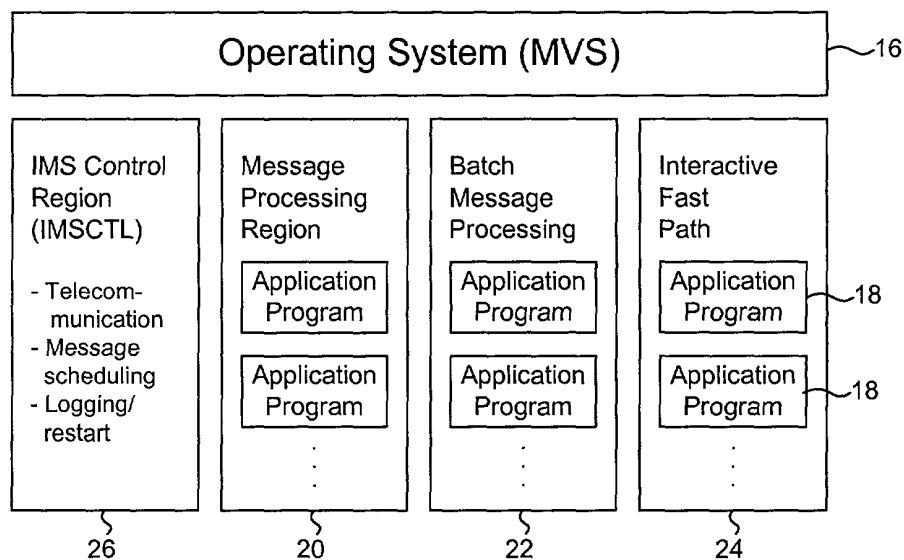 Operating System (MVS)
16
IMS Control
Region
(IMSCTL)
- Telecom-
munication
- Message
scheduling
- Logging/
restart
26
Message
Processing
Region
Application
Program
Application
Program
20
Batch
Message
Processing
Application
Program
Application
Program
22
Interactive
Fast
Path
Application
Program
18
Application
Program
18
24